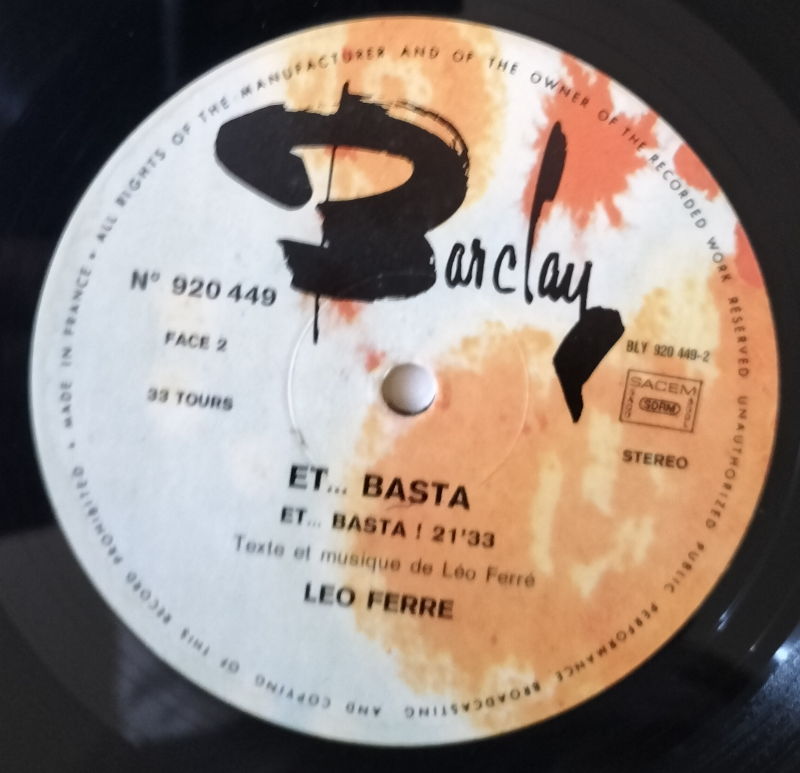 ALL RIGHTS OF THE MANUFACTURER AND OF THE OWNER OF THE RECORDED WORK RESERVED UNAUTHORIZED PUBLIC PERFORMANCE BROADCASTING AND COPYING OF THIS RECORD PROHIBITED • MADE IN FRANCE •
Barclay
N° 920 449
FACE 2
33 TOURS
BLY 920 449-2
SACEM
SDRM
STEREO
ET... BASTA
ET... BASTA ! 21'33
Texte et musique de Léo Ferré
LEO FERRE